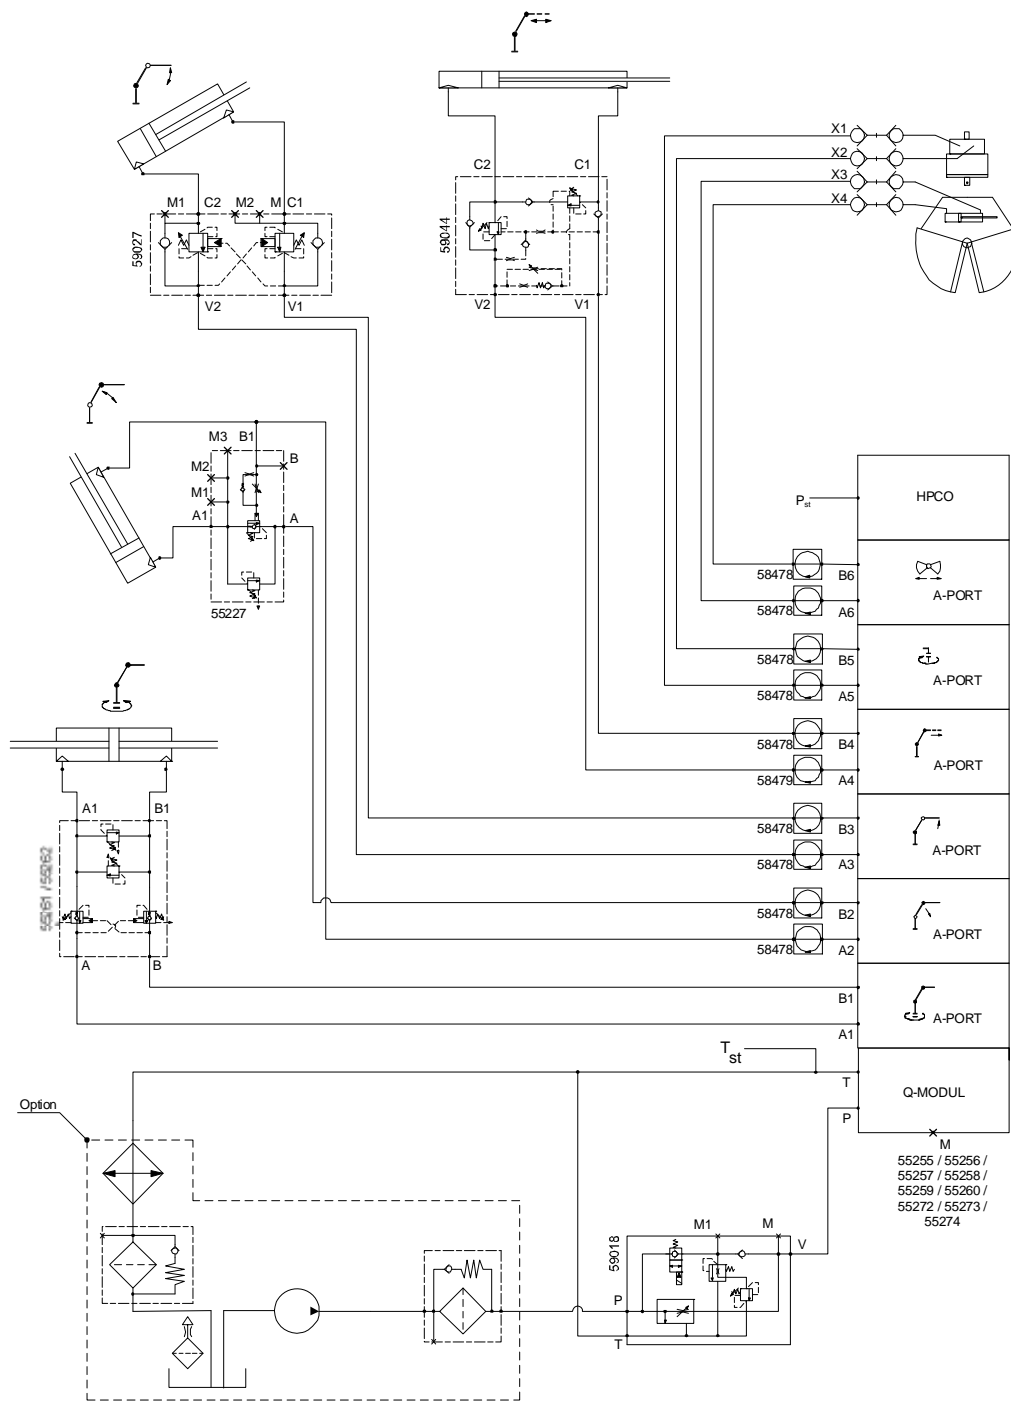 X1
X2
X3
X4
C2
C1
59044
V2
V1
M1
C2
M2
M
C1
59027
V2
V1
M3
B1
B
M2
M1
A1
A
55227
Pst
HPCO
58478
B6
A-PORT
58478
A6
58478
B5
A-PORT
58478
A5
58478
B4
A-PORT
58479
A4
58478
B3
A-PORT
58478
A3
58478
B2
A-PORT
58478
A2
A1
B1
55261 / 55262
A
B
B1
A-PORT
A1
Tst
T
Q-MODUL
P
M
55255 / 55256 /
55257 / 55258 /
55259 / 55260 /
55272 / 55273 /
55274
Option
M1
M
V
59018
P
T